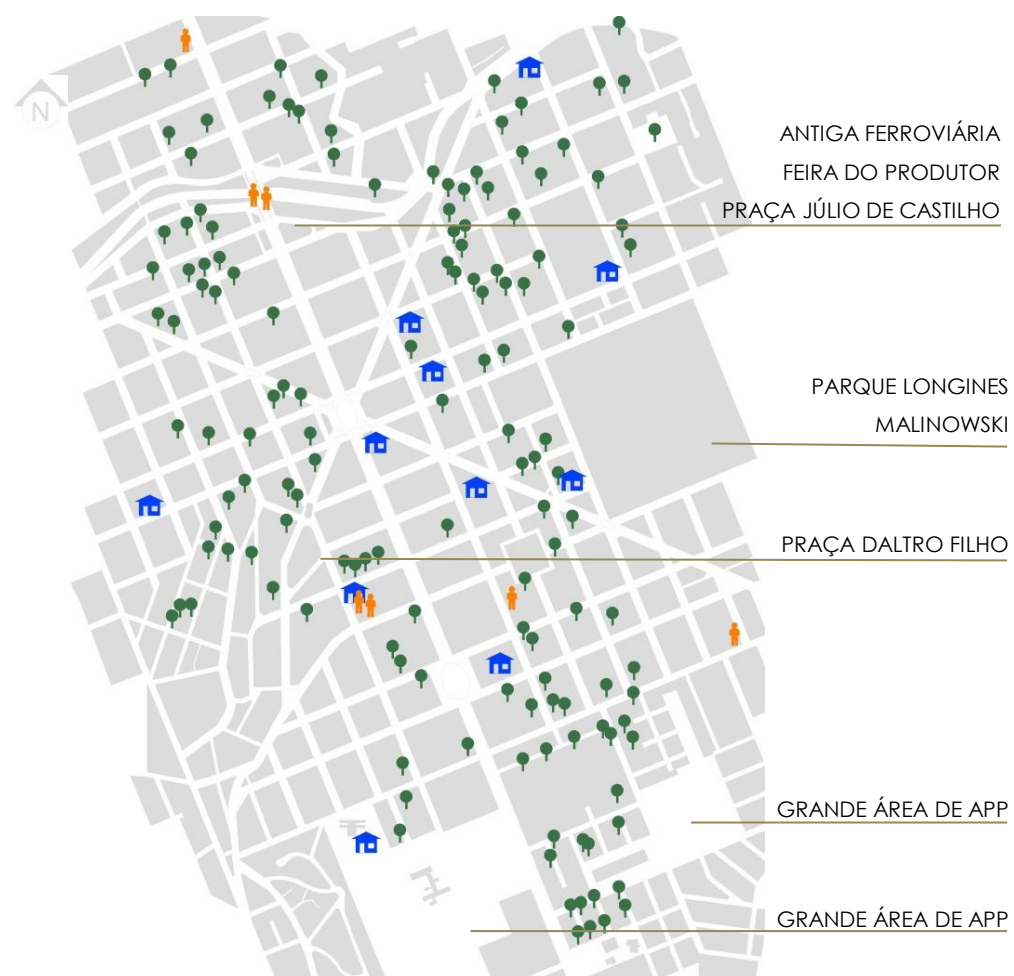 N
ANTIGA FERROVIÁRIA
FEIRA DO PRODUTOR
PRAÇA JÚLIO DE CASTILHO
PARQUE LONGINES
MALINOWSKI
PRAÇA DALTRO FILHO
GRANDE ÁREA DE APP
GRANDE ÁREA DE APP